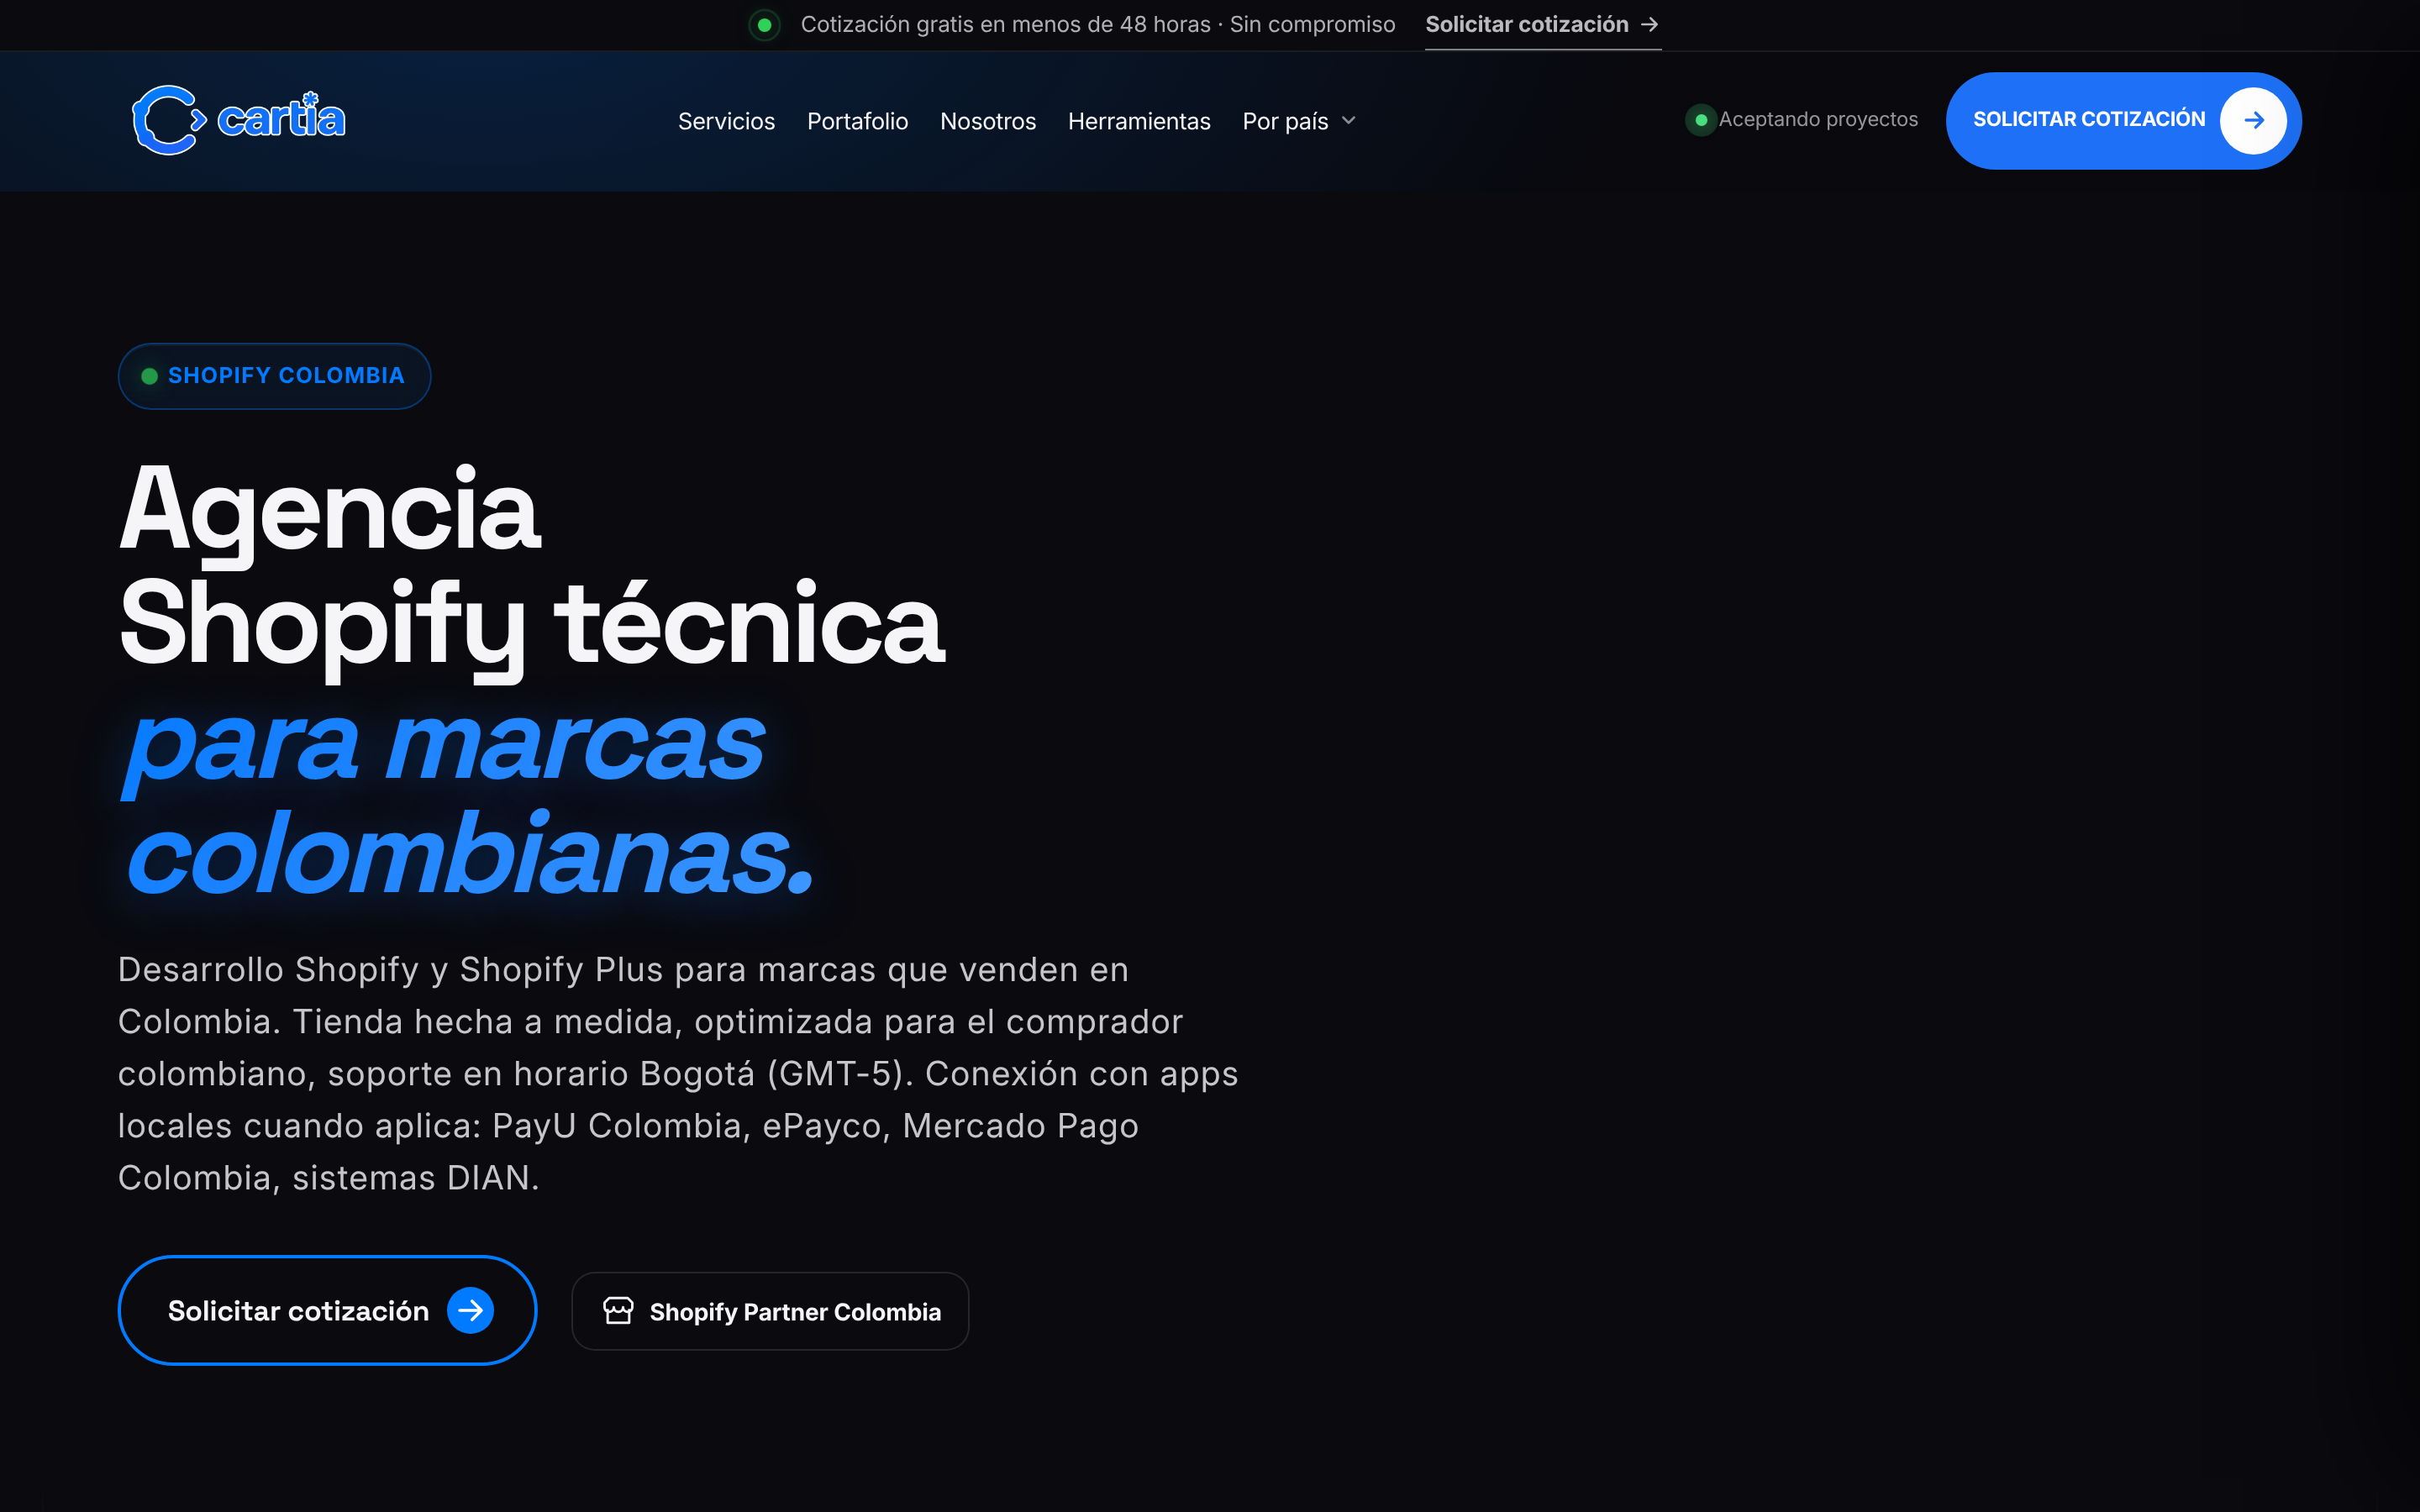 Cotización gratis en menos de 48 horas · Sin compromiso Solicitar cotización →
cartia
Servicios Portafolio Nosotros Herramientas Por país
Aceptando proyectos
SOLICITAR COTIZACIÓN
SHOPIFY COLOMBIA
Agencia
Shopify técnica
para marcas
colombianas.
Desarrollo Shopify y Shopify Plus para marcas que venden en
Colombia. Tienda hecha a medida, optimizada para el comprador
colombiano, soporte en horario Bogotá (GMT-5). Conexión con apps
locales cuando aplica: PayU Colombia, ePayco, Mercado Pago
Colombia, sistemas DIAN.
Solicitar cotización
Shopify Partner Colombia